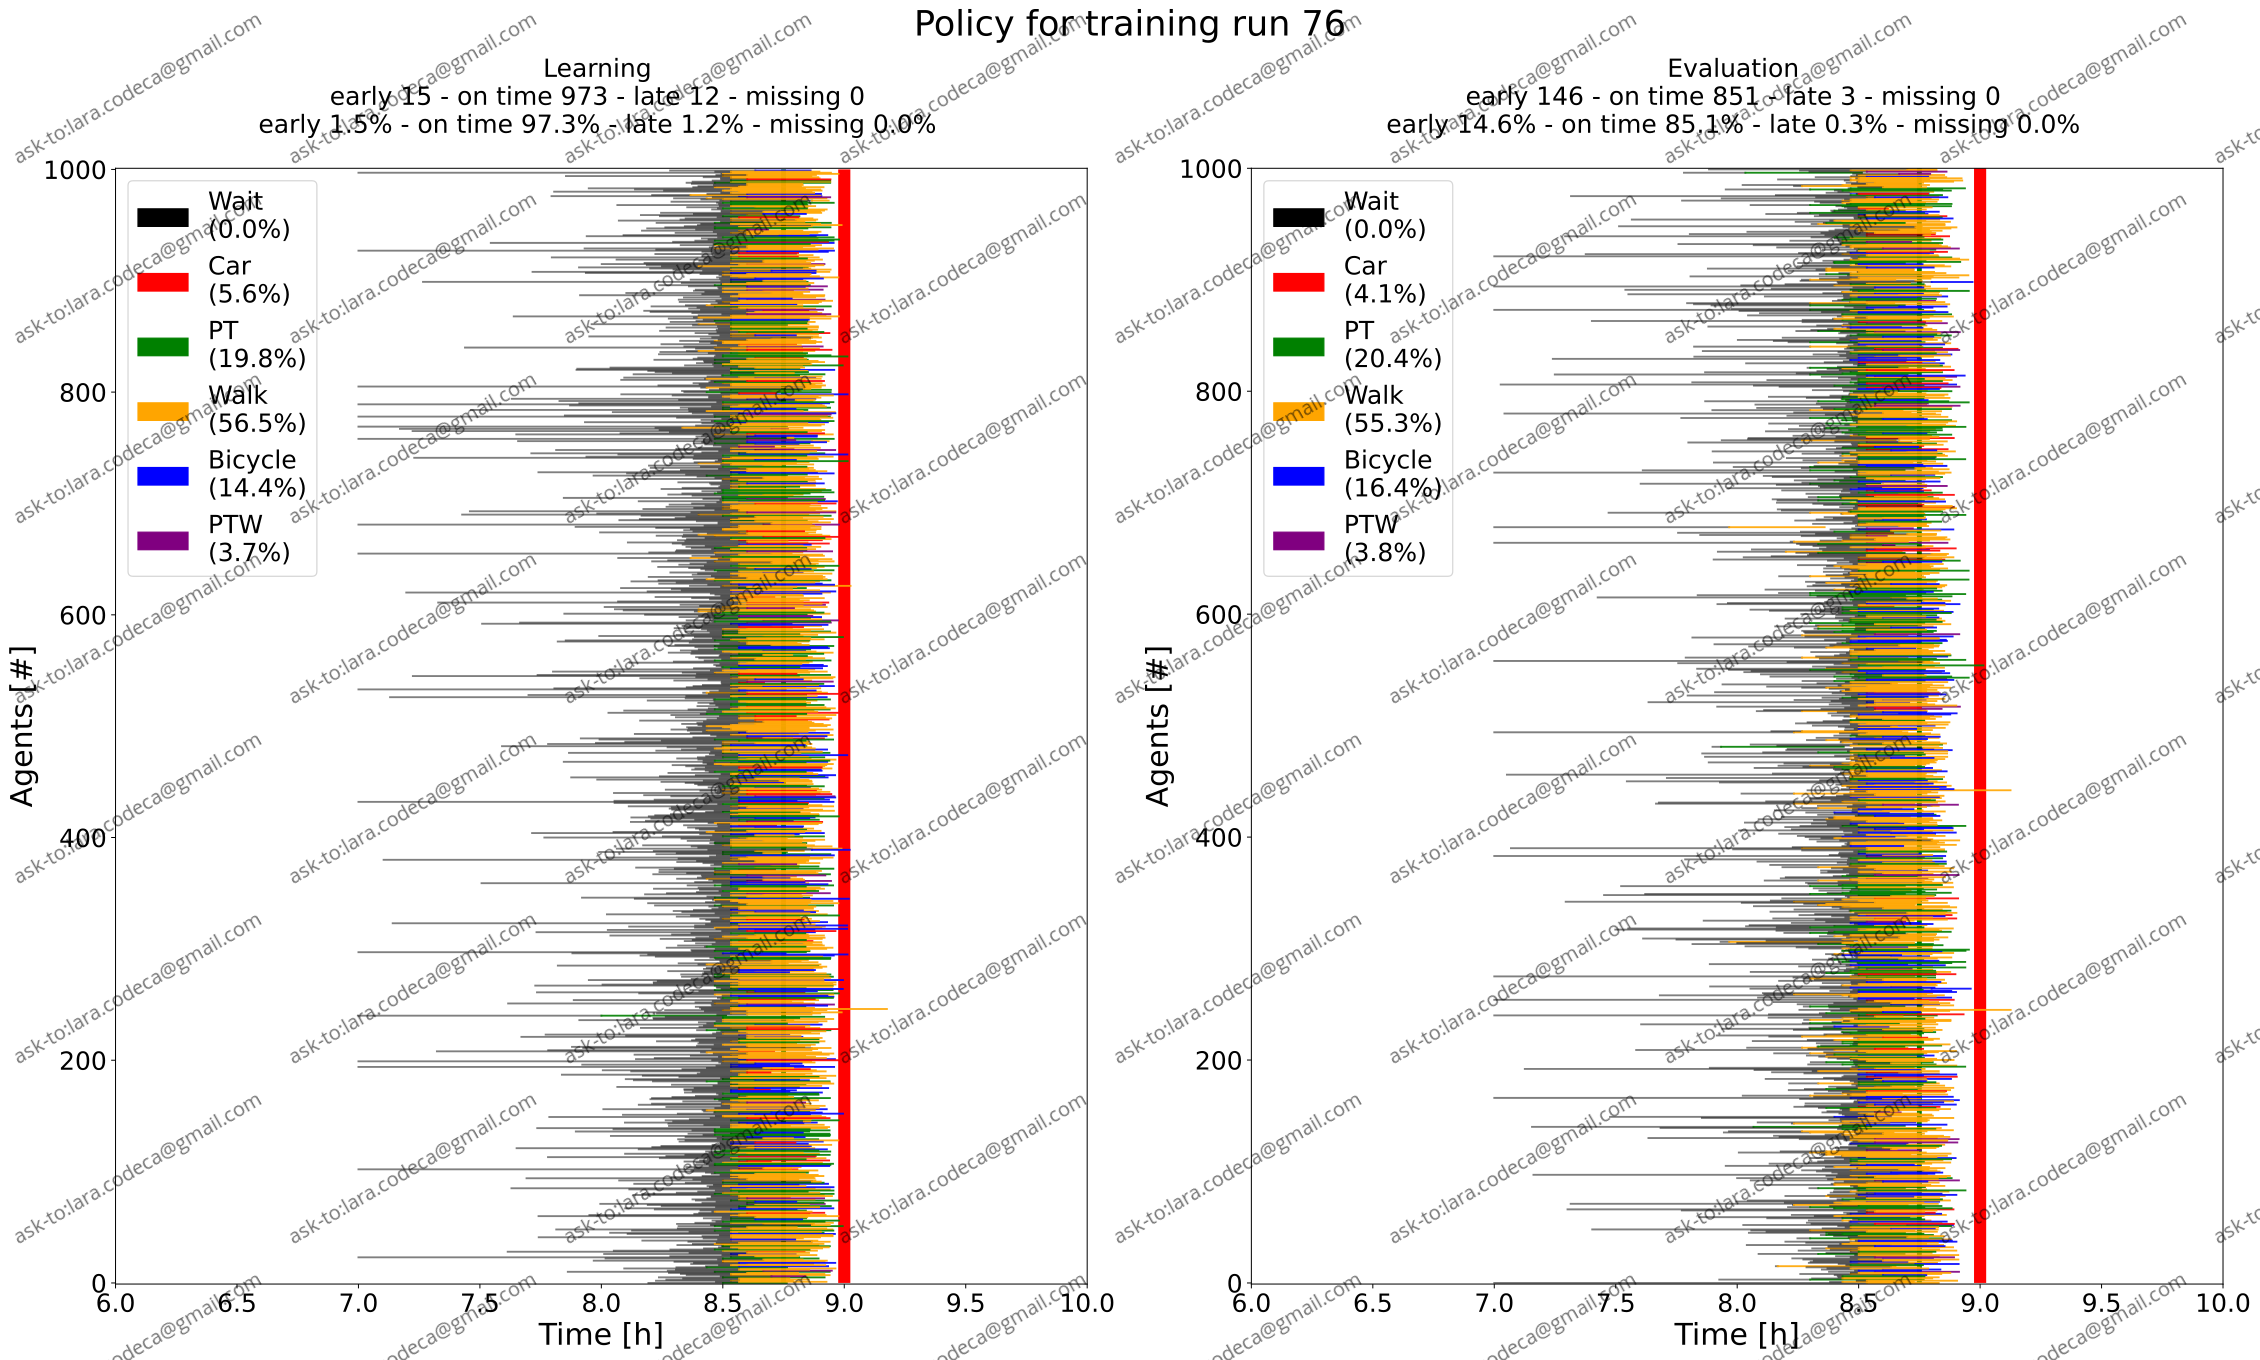 Policy for training run 76
Learning
early 15 - on time 973 - late 12 - missing 0
early 1.5% - on time 97.3% - late 1.2% - missing 0.0%
Evaluation
early 146 - on time 851 - late 3 - missing 0
early 14.6% - on time 85.1% - late 0.3% - missing 0.0%
1000
800
600
400
200
0
Agents [#]
Wait
(0.0%)
Car
(5.6%)
PT
(19.8%)
Walk
(56.5%)
Bicycle
(14.4%)
PTW
(3.7%)
6.0 6.5 7.0 7.5 8.0 8.5 9.0 9.5 10.0
Time [h]
1000
800
600
400
200
0
Agents [#]
Wait
(0.0%)
Car
(4.1%)
PT
(20.4%)
Walk
(55.3%)
Bicycle
(16.4%)
PTW
(3.8%)
6.0 6.5 7.0 7.5 8.0 8.5 9.0 9.5 10.0
Time [h]
ask-to:lara.codeca@gmail.com